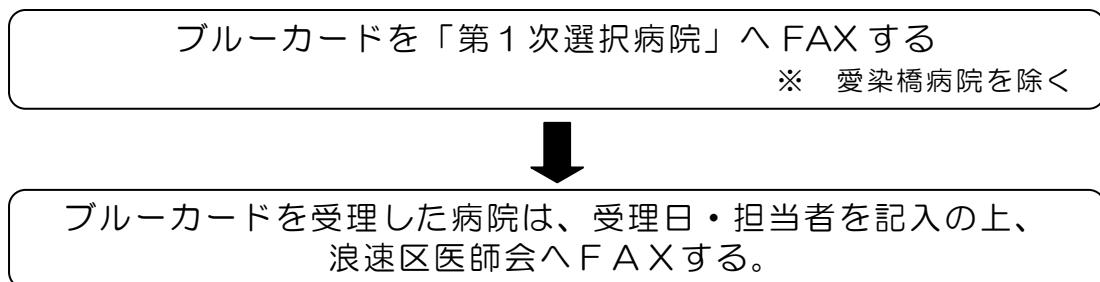 ブルーカードを「第１次選択病院」へ FAX する
※　愛染橋病院を除く
ブルーカードを受理した病院は、受理日・担当者を記入の上、
浪速区医師会へＦＡＸする。